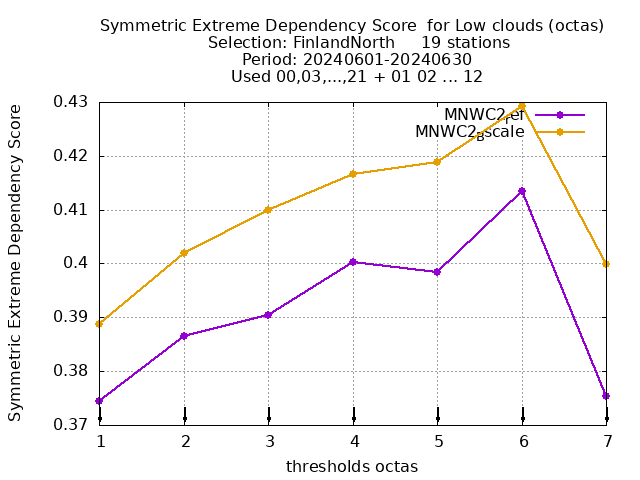 Symmetric Extreme Dependency Score  for Low clouds (octas)
Selection: FinlandNorth     19 stations
Period: 20240601-20240630
Used 00,03,...,21 + 01 02 ... 12
Symmetric Extreme Dependency Score
0.43
0.42
0.41
0.4
0.39
0.38
0.37
MNWC2ref
MNWC2Bscale
1 2 3 4 5 6 7
thresholds octas